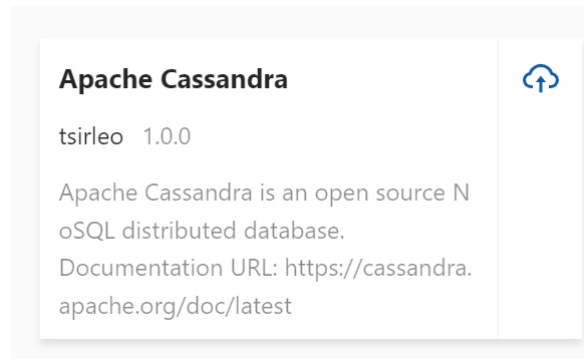 Apache Cassandra
tsirleo 1.0.0
Apache Cassandra is an open source N
oSQL distributed database.
Documentation URL: https://cassandra.
apache.org/doc/latest